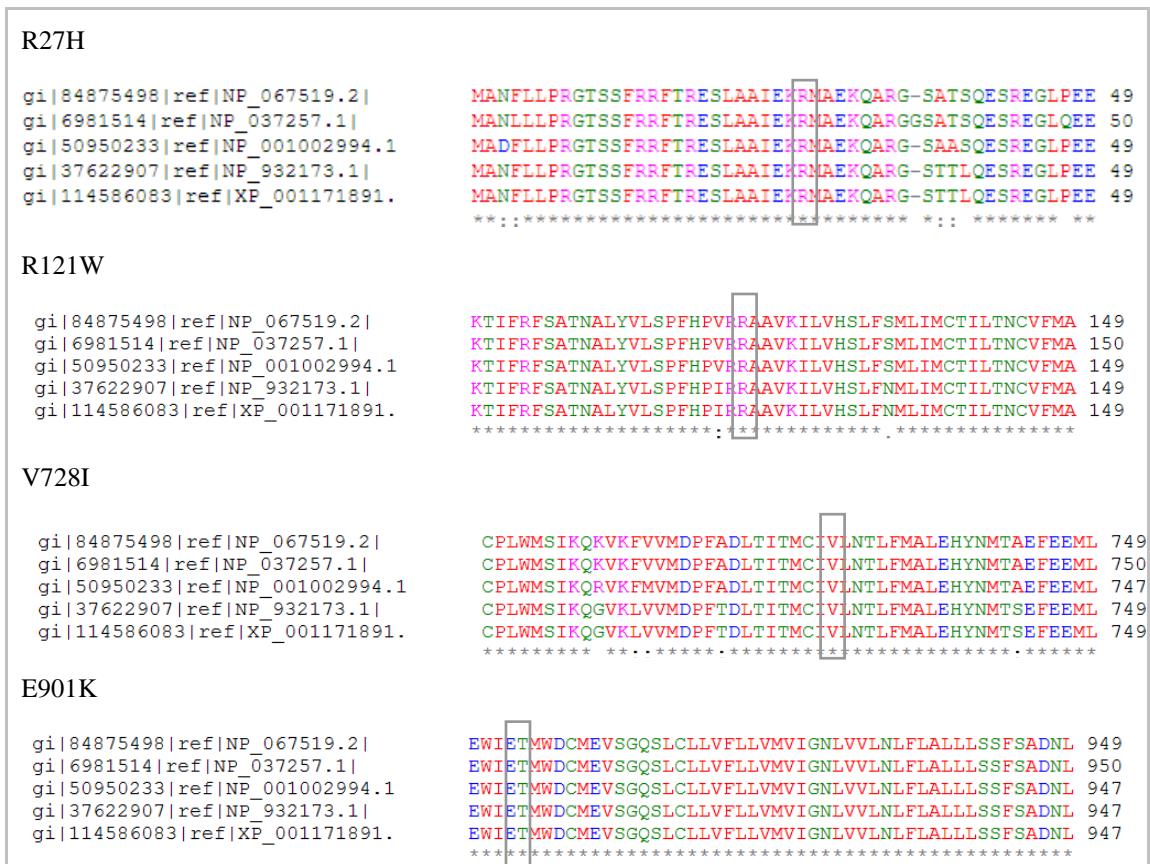 R27H
gi|84875498|ref|NP_067519.2| MANFLLPRGTSSFRRFTRESLAAIEKRMAEKQARG-SATSQESREGLPEE 49
gi|6981514|ref|NP_037257.1| MANLLLPRGTSSFRRFTRESLAAIEKRMAEKQARGGSATSQESREGLQEE 50
gi|50950233|ref|NP_001002994.1 MADFLLPRGTSSFRRFTRESLAAIEKRMAEKQARG-SAASQESREGLPEE 49
gi|37622907|ref|NP_932173.1| MANFLLPRGTSSFRRFTRESLAAIEKRMAEKQARG-STTLQESREGLPEE 49
gi|114586083|ref|XP_001171891. MANFLLPRGTSSFRRFTRESLAAIEKRMAEKQARG-STTLQESREGLPEE 49
**::******************************* *:: ******* **
R121W
gi|84875498|ref|NP_067519.2| KTIFRFSATNALYVLSPFHPVRRAAVKILVHSLFSMLIMCTILTNCVFMA 149
gi|6981514|ref|NP_037257.1| KTIFRFSATNALYVLSPFHPVRRAAVKILVHSLFSMLIMCTILTNCVFMA 150
gi|50950233|ref|NP_001002994.1 KTIFRFSATNALYVLSPFHPVRRAAVKILVHSLFSMLIMCTILTNCVFMA 149
gi|37622907|ref|NP_932173.1| KTIFRFSATNALYVLSPFHPIRRAAVKILVHSLFNMLIMCTILTNCVFMA 149
gi|114586083|ref|XP_001171891. KTIFRFSATNALYVLSPFHPIRRAAVKILVHSLFNMLIMCTILTNCVFMA 149
********************:*************.***************
V728I
gi|84875498|ref|NP_067519.2| CPLWMSIKQKVKFVVMDPFADLTITMCIVLNTLFMALEHYNMTAEFEEML 749
gi|6981514|ref|NP_037257.1| CPLWMSIKQKVKFVVMDPFADLTITMCIVLNTLFMALEHYNMTAEFEEML 750
gi|50950233|ref|NP_001002994.1 CPLWMSIKQRVKFMVMDPFADLTITMCIVLNTLFMALEHYNMTAEFEEML 747
gi|37622907|ref|NP_932173.1| CPLWMSIKQGVKLVVMDPFTDLTITMCIVLNTLFMALEHYNMTSEFEEML 749
gi|114586083|ref|XP_001171891. CPLWMSIKQGVKLVVMDPFTDLTITMCIVLNTLFMALEHYNMTSEFEEML 749
********* **::*****:***********************:******
E901K
gi|84875498|ref|NP_067519.2| EWIETMWDCMEVSGQSLCLLVFLLVMVIGNLVVLNLFLALLLSSFSADNL 949
gi|6981514|ref|NP_037257.1| EWIETMWDCMEVSGQSLCLLVFLLVMVIGNLVVLNLFLALLLSSFSADNL 950
gi|50950233|ref|NP_001002994.1 EWIETMWDCMEVSGQSLCLLVFLLVMVIGNLVVLNLFLALLLSSFSADNL 947
gi|37622907|ref|NP_932173.1| EWIETMWDCMEVSGQSLCLLVFLLVMVIGNLVVLNLFLALLLSSFSADNL 947
gi|114586083|ref|XP_001171891. EWIETMWDCMEVSGQSLCLLVFLLVMVIGNLVVLNLFLALLLSSFSADNL 947
**************************************************